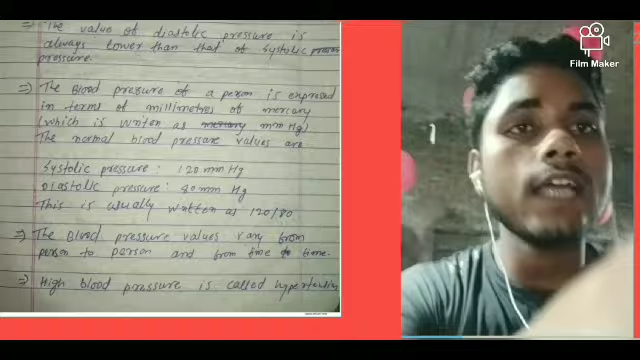 ⇒ The value of diastolic pressure is
always lower than that of systolic
pressure.
⇒ The Blood pressure of a person is expressed
in terms of millimetres of mercury
(which is written as mm Hg)
The normal blood pressure values are
Systolic pressure : 120 mm Hg
Diastolic pressure : 80 mm Hg
This is usually written as 120/80
⇒ The Blood pressure values vary from
person to person and from time to time.
⇒ High blood pressure is called hypertension
Film Maker